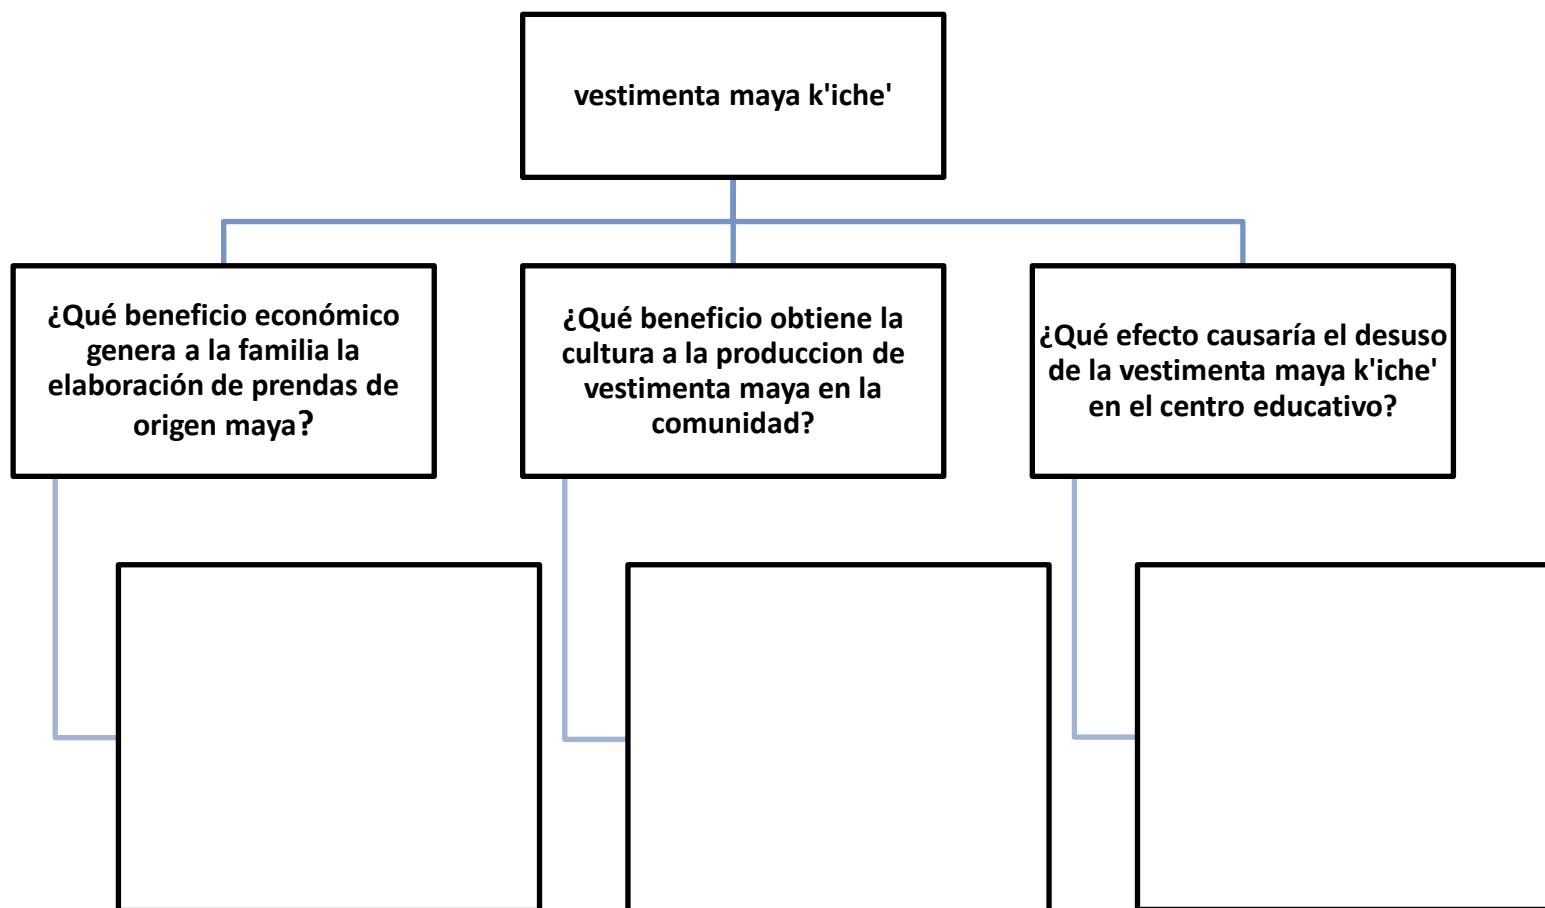 vestimenta maya k'iche'
¿Qué beneficio económico
genera a la familia la
elaboración de prendas de
origen maya?
¿Qué beneficio obtiene la
cultura a la produccion de
vestimenta maya en la
comunidad?
¿Qué efecto causaría el desuso
de la vestimenta maya k'iche'
en el centro educativo?